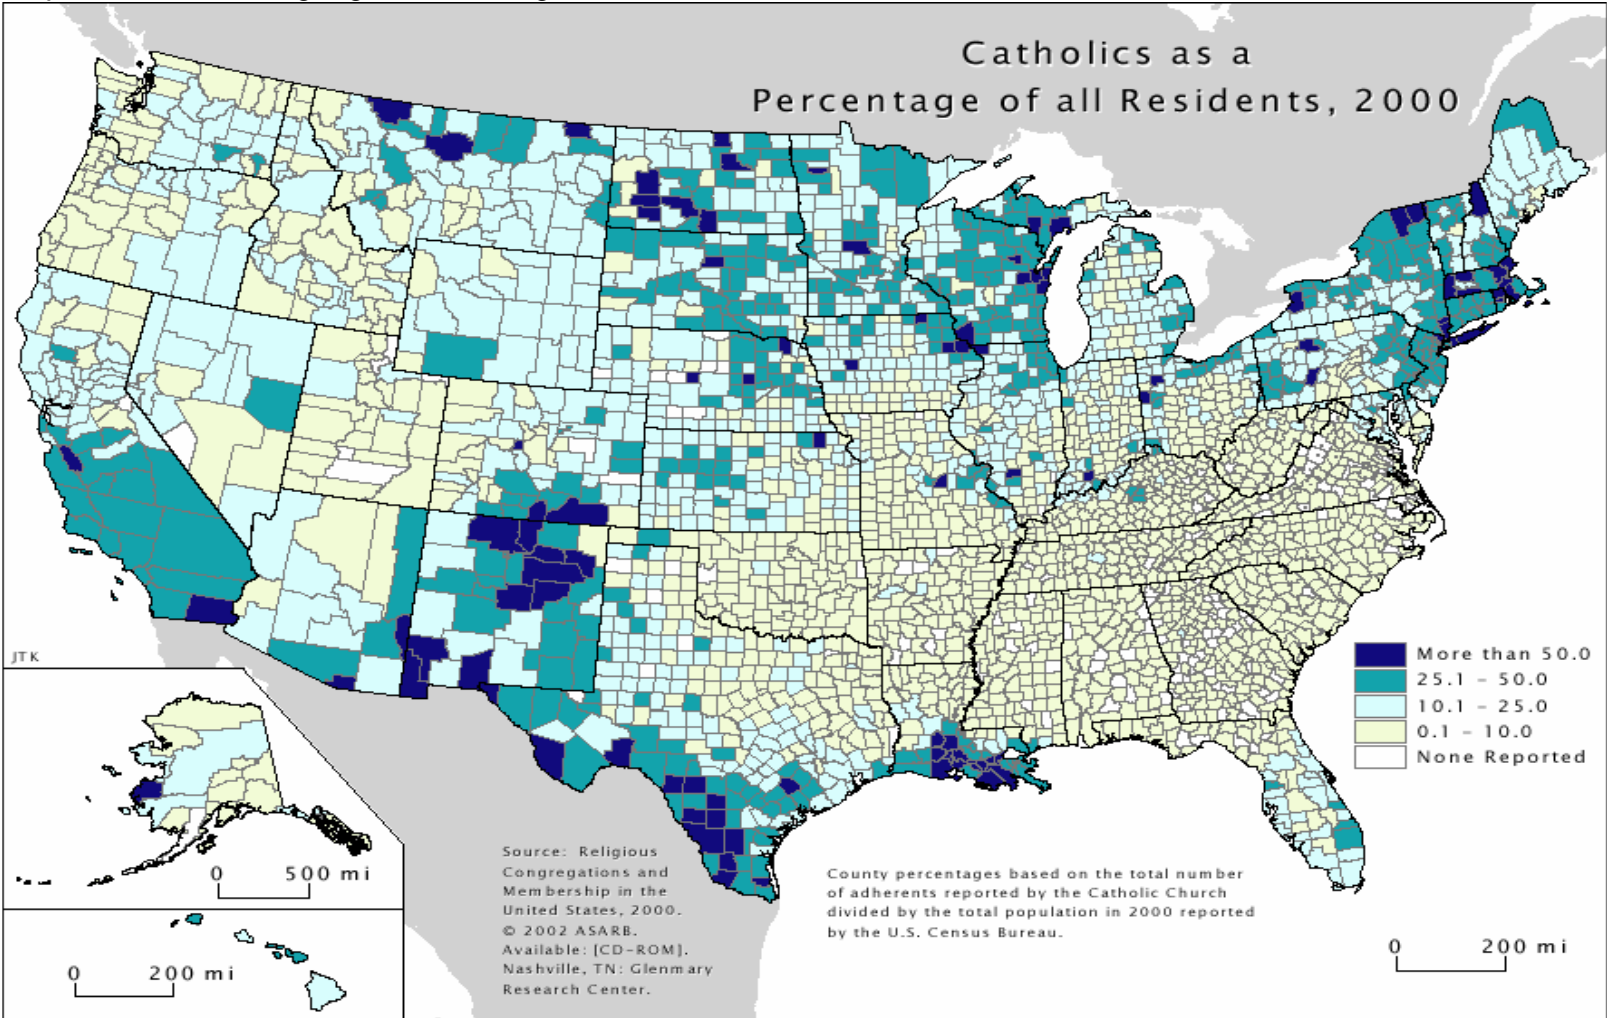 Catholics as a
Percentage of all Residents, 2000
JTK
More than 50.0
25.1 – 50.0
10.1 – 25.0
0.1 – 10.0
None Reported
0 500 mi
0 200 mi
Source: Religious
Congregations and
Membership in the
United States, 2000.
© 2002 ASARB.
Available: [CD-ROM].
Nashville, TN: Glenmary
Research Center.
County percentages based on the total number
of adherents reported by the Catholic Church
divided by the total population in 2000 reported
by the U.S. Census Bureau.
0 200 mi